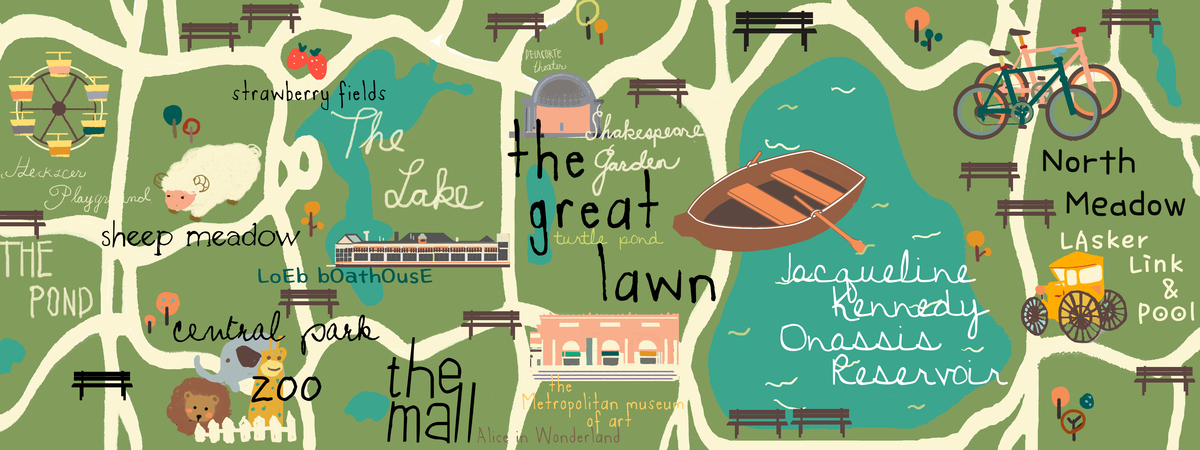 strawberry fields
The
Lake
Heckscer
Playground
sheep meadow
THE
POND
LoEb bOathOusE
central park
zoo
the
mall
DELACORTE
theater
Shakespeare
Garden
the
great
lawn
turtle pond
the
Metropolitan museum
of art
Alice in Wonderland
Jacqueline
Kennedy
Onassis
Reservoir
North
Meadow
LAsker
Link
&
POOl